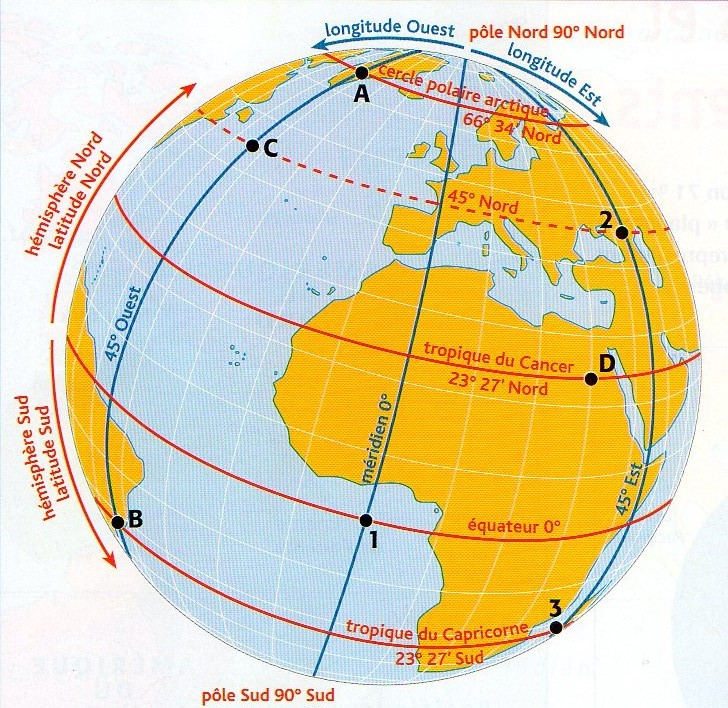 longitude Ouest
pôle Nord 90° Nord
longitude Est
cercle polaire arctique
66° 34' Nord
A
C
hémisphère Nord
latitude Nord
45° Nord
2
45° Ouest
tropique du Cancer
D
23° 27' Nord
hémisphère Sud
latitude Sud
méridien 0°
45° Est
B
1
équateur 0°
3
tropique du Capricorne
23° 27' Sud
pôle Sud 90° Sud